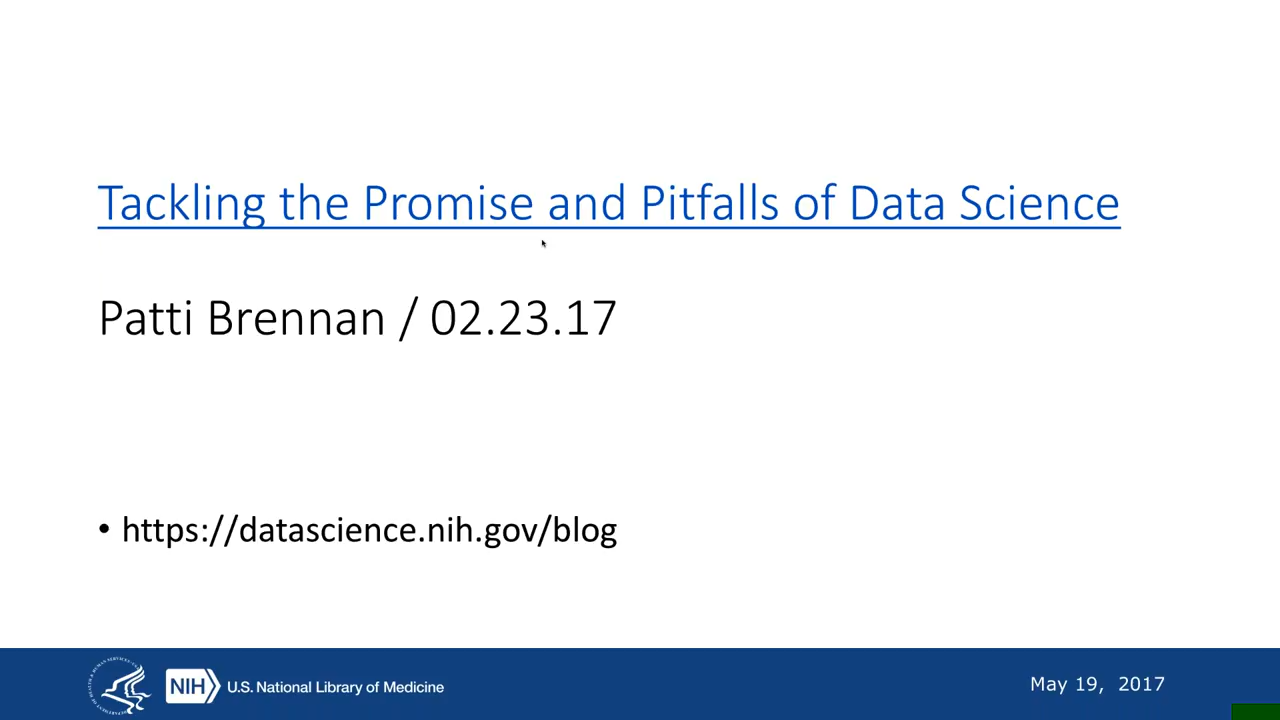 Tackling the Promise and Pitfalls of Data Science
Patti Brennan / 02.23.17
• https://datascience.nih.gov/blog
NIH U.S. National Library of Medicine
May 19, 2017